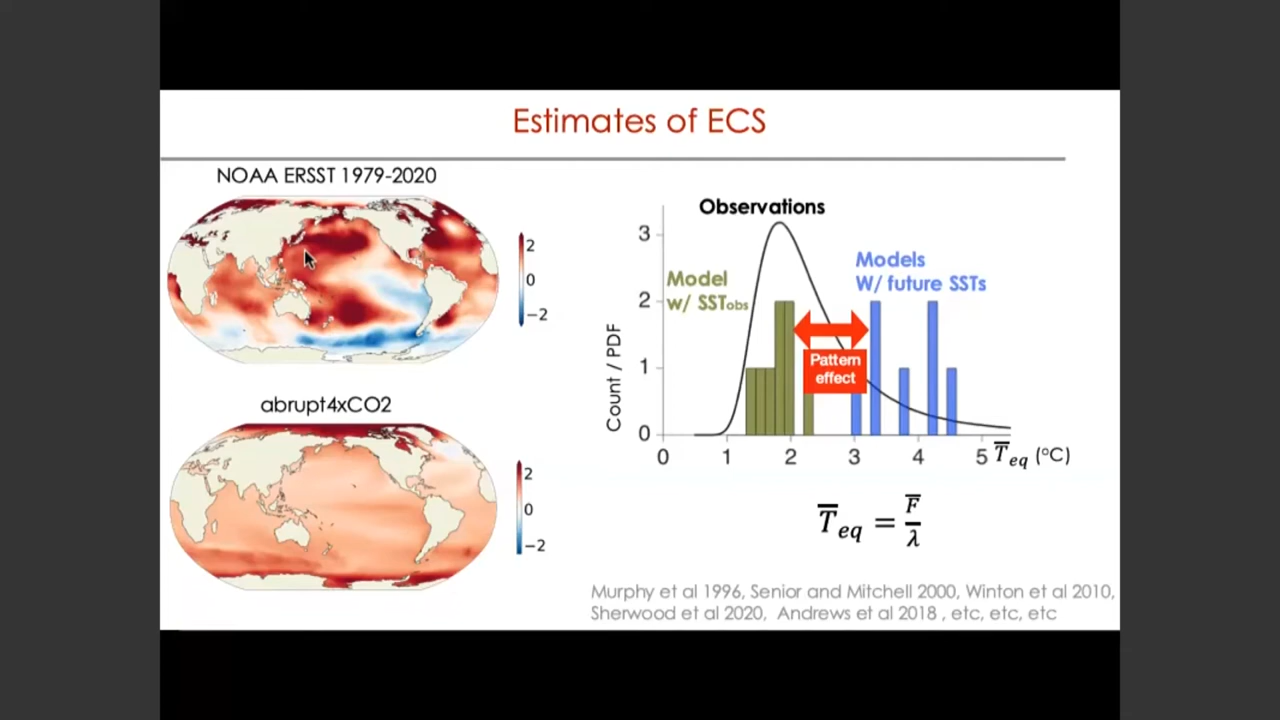 Estimates of ECS
NOAA ERSST 1979-2020
2
0
−2
abrupt4xCO2
2
0
−2
Observations
Model
w/ SSTobs
Models
W/ future SSTs
Pattern
effect
Count / PDF
3
2
1
0
0 1 2 3 4 5
T̅eq (°C)
T̅eq = F̅/λ
Murphy et al 1996, Senior and Mitchell 2000, Winton et al 2010,
Sherwood et al 2020, Andrews et al 2018 , etc, etc, etc